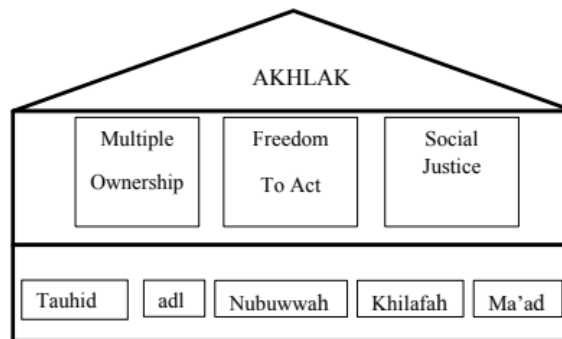 AKHLAK
Multiple
Ownership
Freedom
To Act
Social
Justice
Tauhid
adl
Nubuwwah
Khilafah
Ma’ad